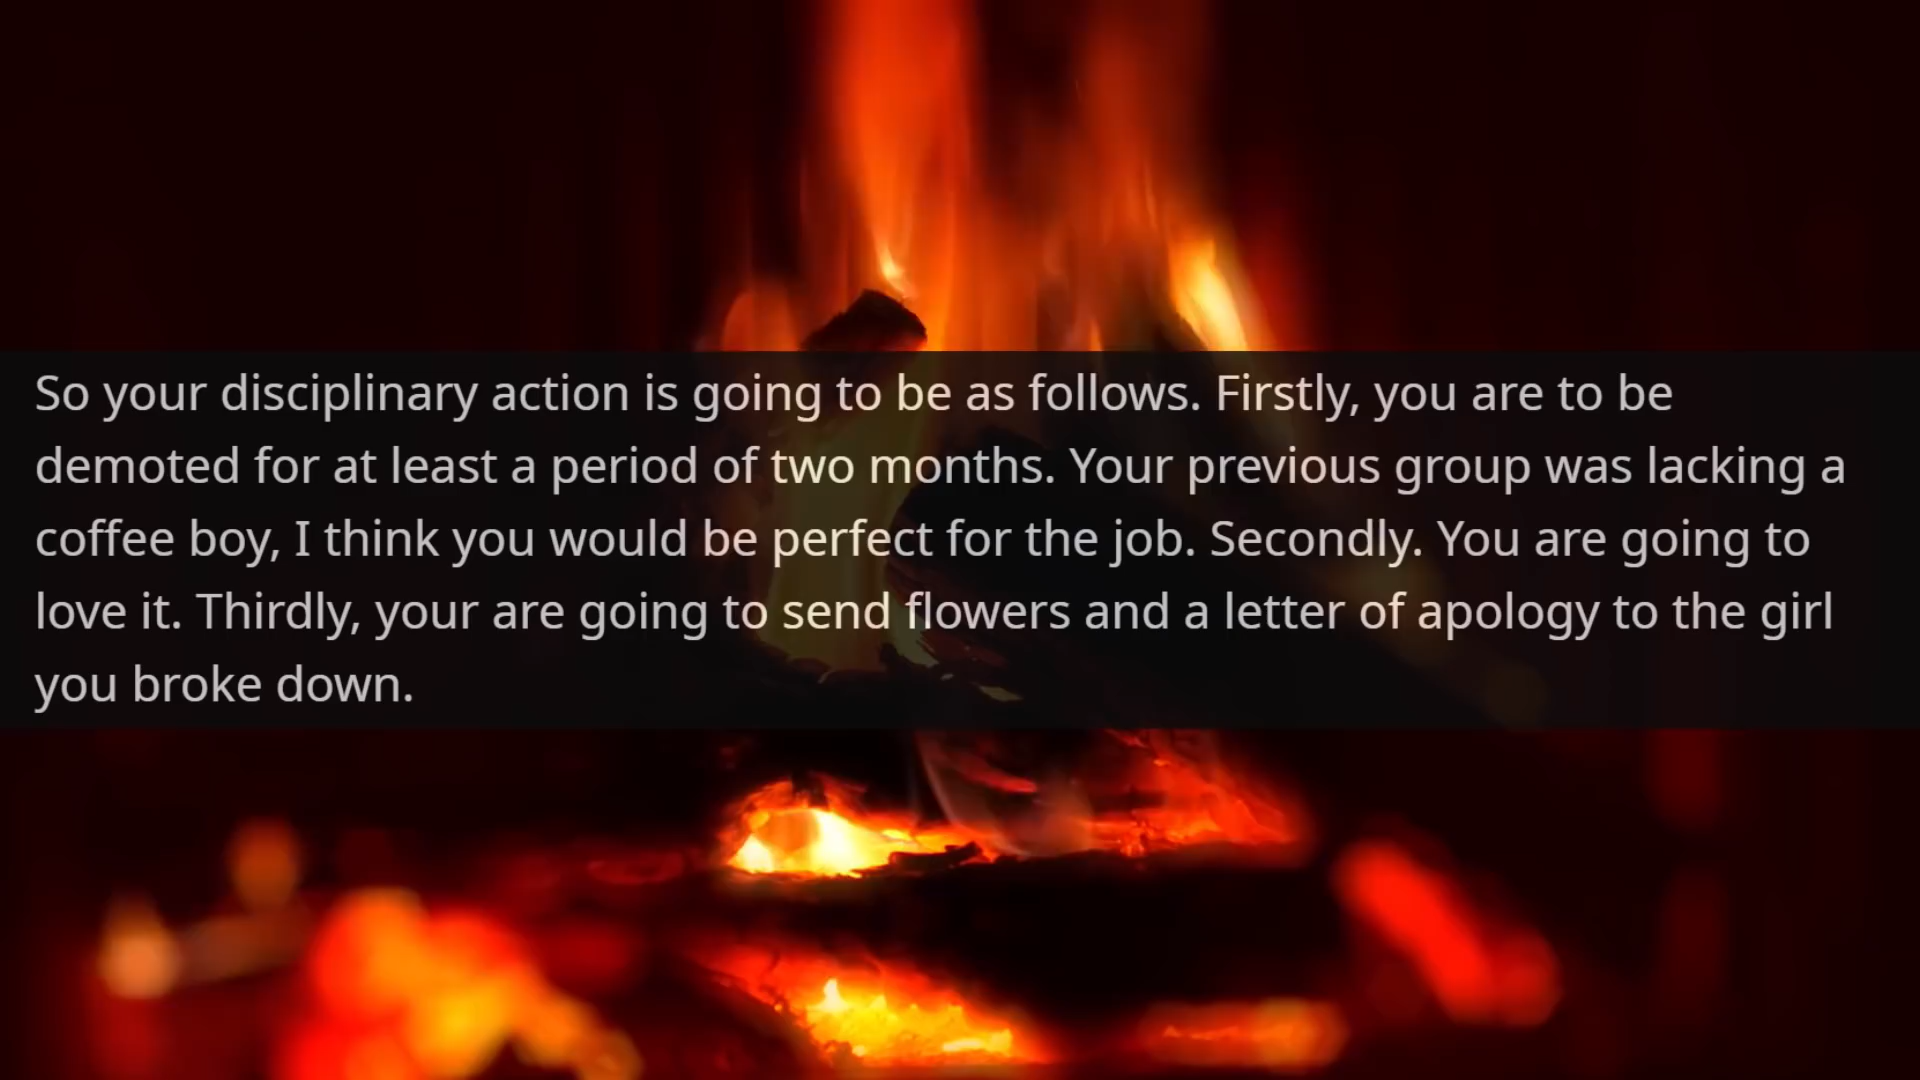 So your disciplinary action is going to be as follows. Firstly, you are to be
demoted for at least a period of two months. Your previous group was lacking a
coffee boy, I think you would be perfect for the job. Secondly. You are going to
love it. Thirdly, your are going to send flowers and a letter of apology to the girl
you broke down.